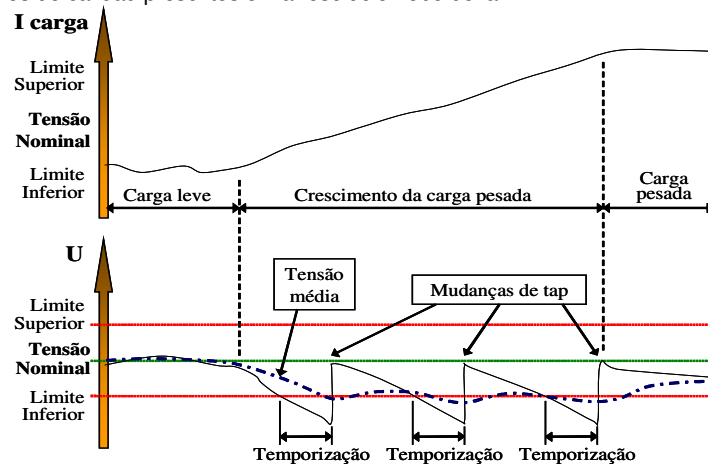 I carga
Limite
Superior
Tensão
Nominal
Limite
Inferior
Carga leve
Crescimento da carga pesada
Carga
pesada
U
Tensão
média
Mudanças de tap
Limite
Superior
Tensão
Nominal
Limite
Inferior
Temporização
Temporização
Temporização